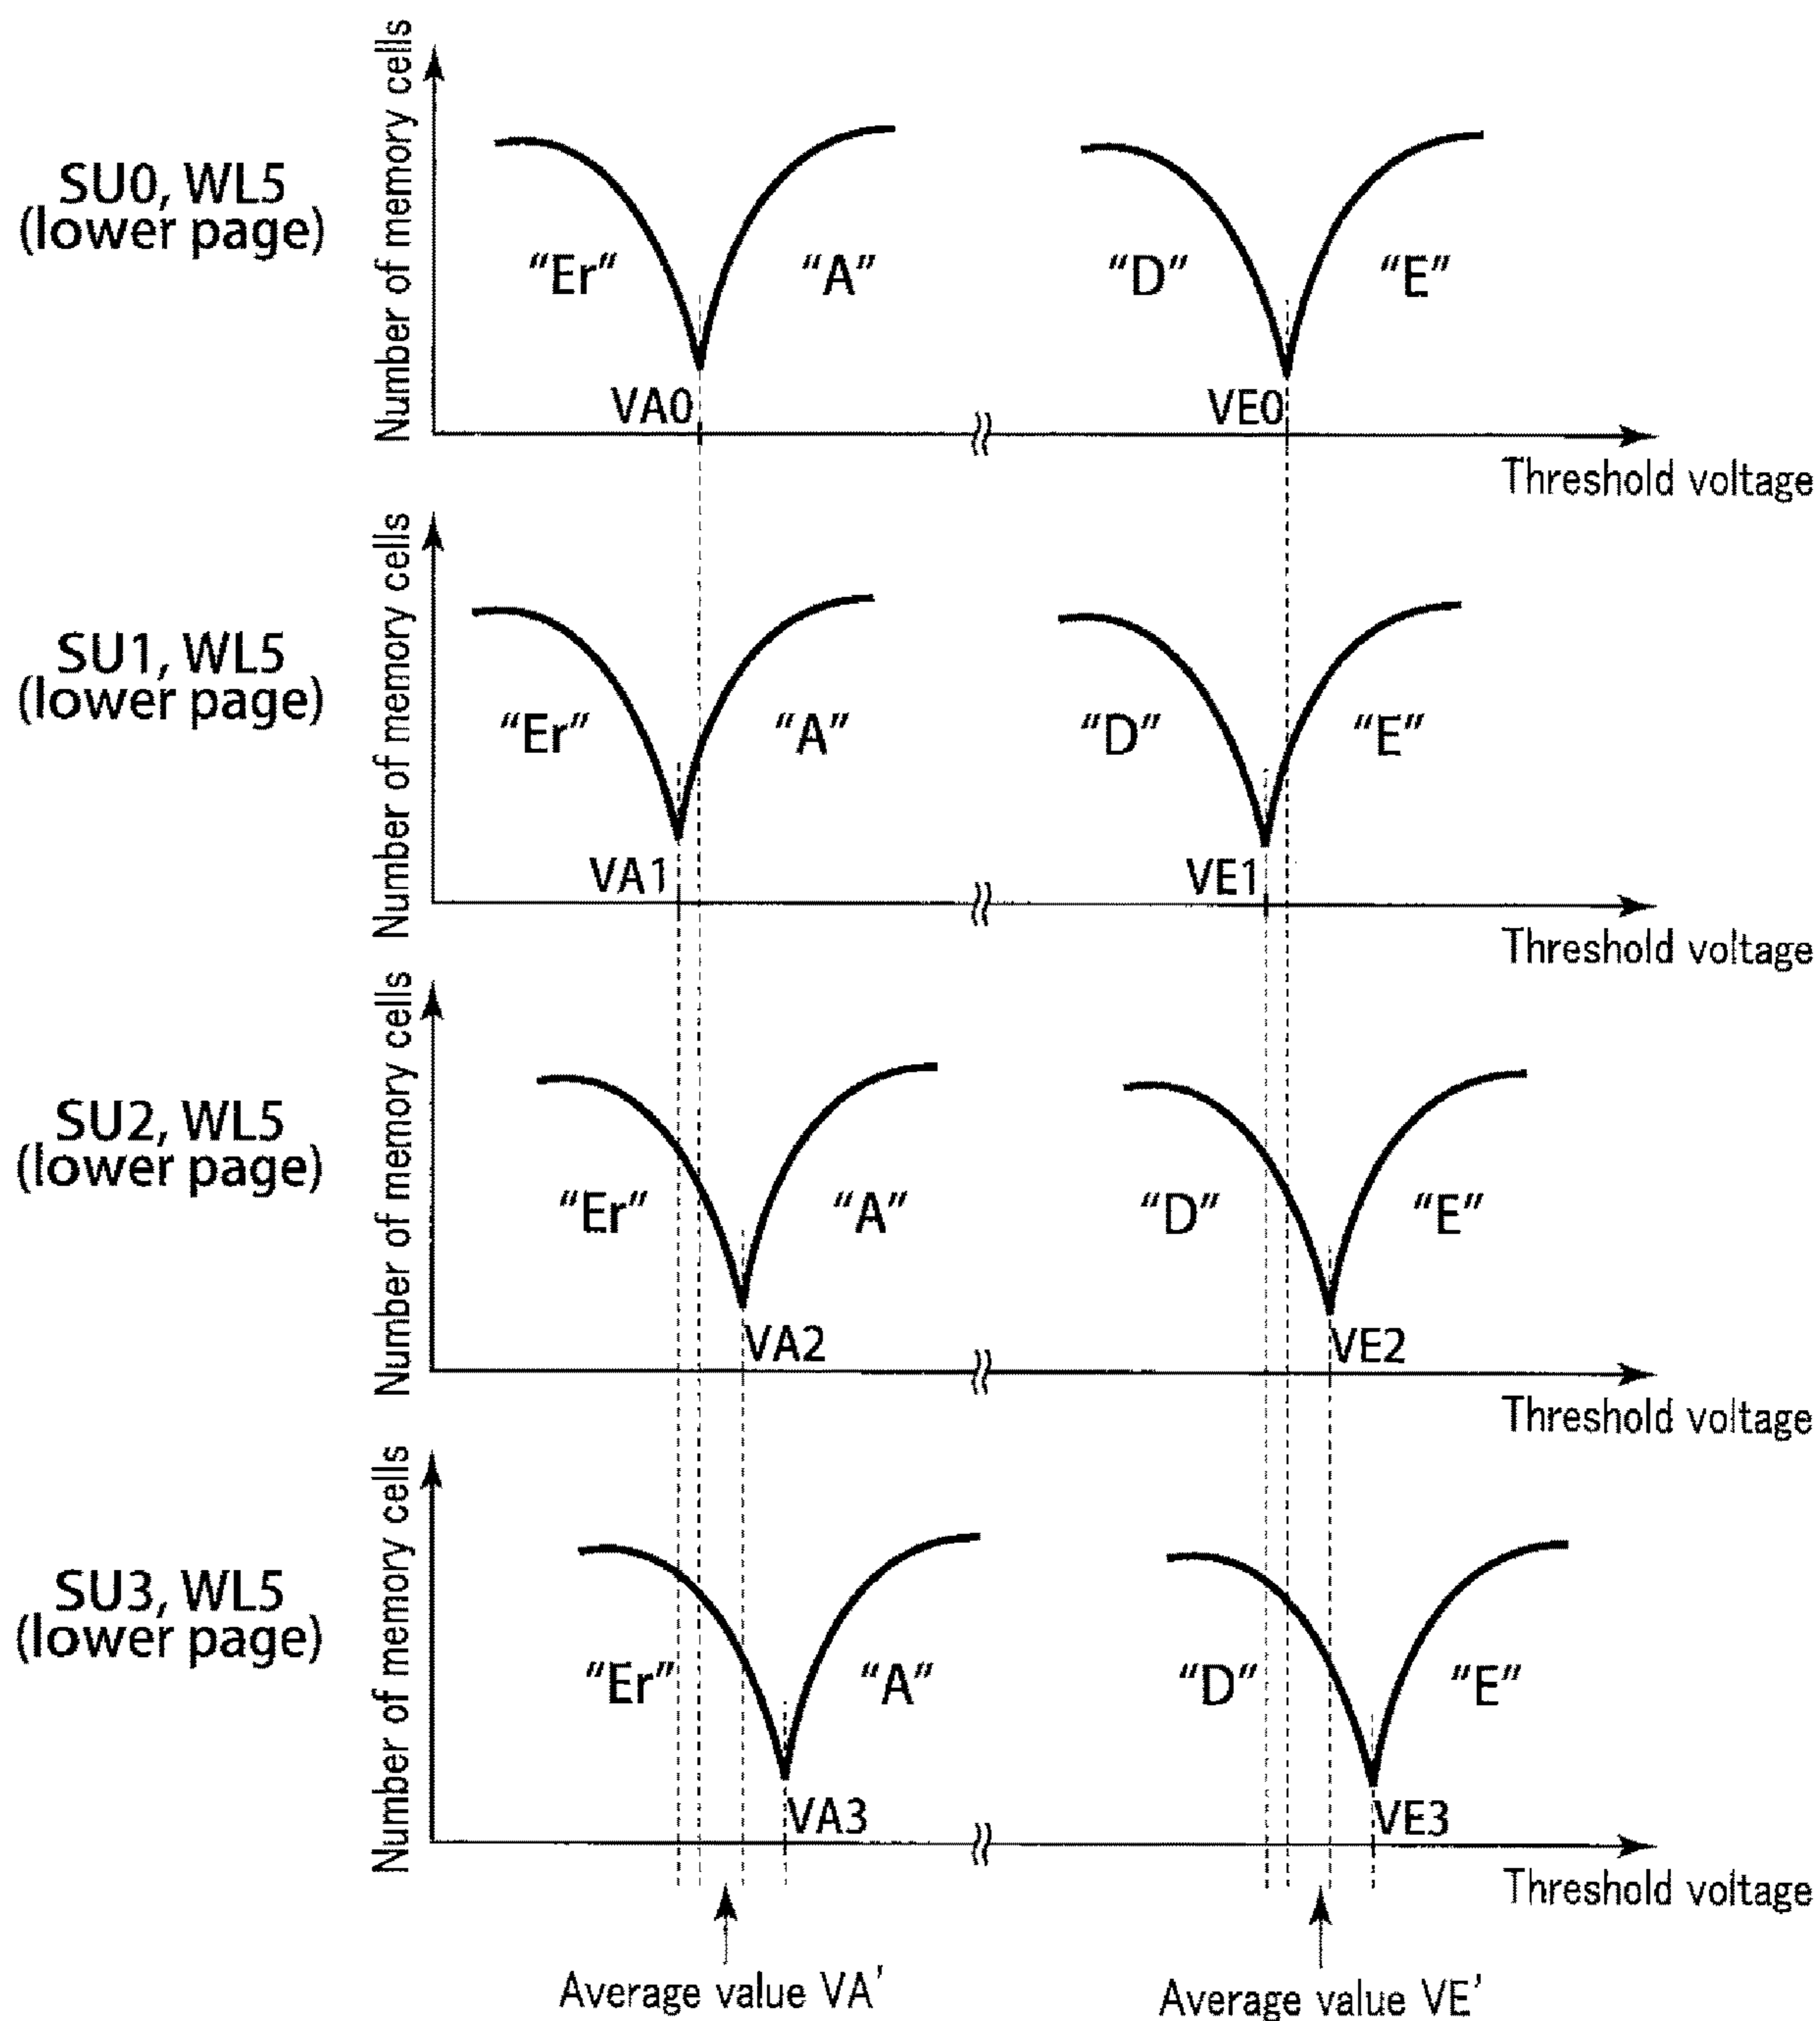 Number of memory cells
SU0, WL5
(lower page)
“Er”
“A”
“D”
“E”
VA0
VE0
Threshold voltage
Number of memory cells
SU1, WL5
(lower page)
“Er”
“A”
“D”
“E”
VA1
VE1
Threshold voltage
Number of memory cells
SU2, WL5
(lower page)
“Er”
“A”
“D”
“E”
VA2
VE2
Threshold voltage
Number of memory cells
SU3, WL5
(lower page)
“Er”
“A”
“D”
“E”
VA3
VE3
Threshold voltage
Average value VA'
Average value VE'